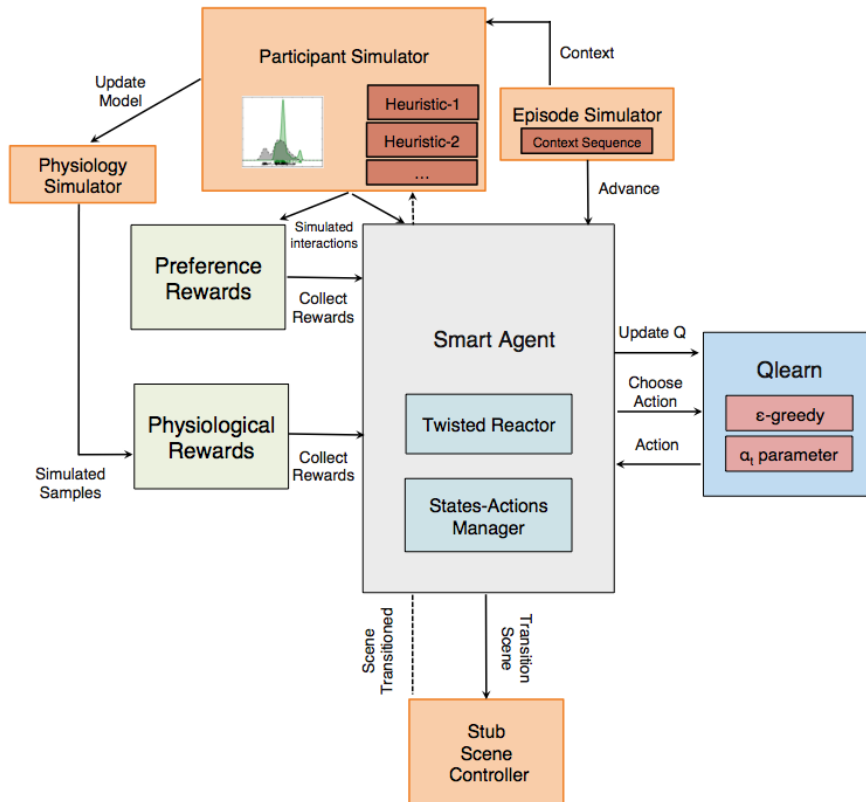 Participant Simulator
Heuristic-1
Heuristic-2
...
Context
Update
Model
Episode Simulator
Context Sequence
Physiology
Simulator
Advance
Simulated
interactions
Preference
Rewards
Collect
Rewards
Smart Agent
Update Q
Qlearn
Choose
Action
ε-greedy
Twisted Reactor
Physiological
Rewards
Action
αt parameter
Collect
Rewards
Simulated
Samples
States-Actions
Manager
Scene
Transitioned
Transition
Scene
Stub
Scene
Controller